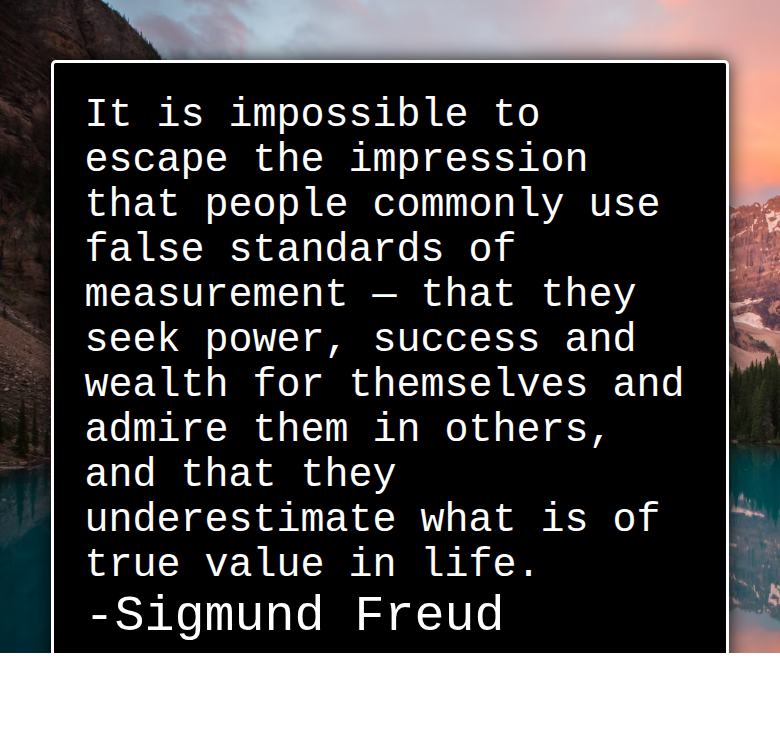 It is impossible to
escape the impression
that people commonly use
false standards of
measurement — that they
seek power, success and
wealth for themselves and
admire them in others,
and that they
underestimate what is of
true value in life.
-Sigmund Freud